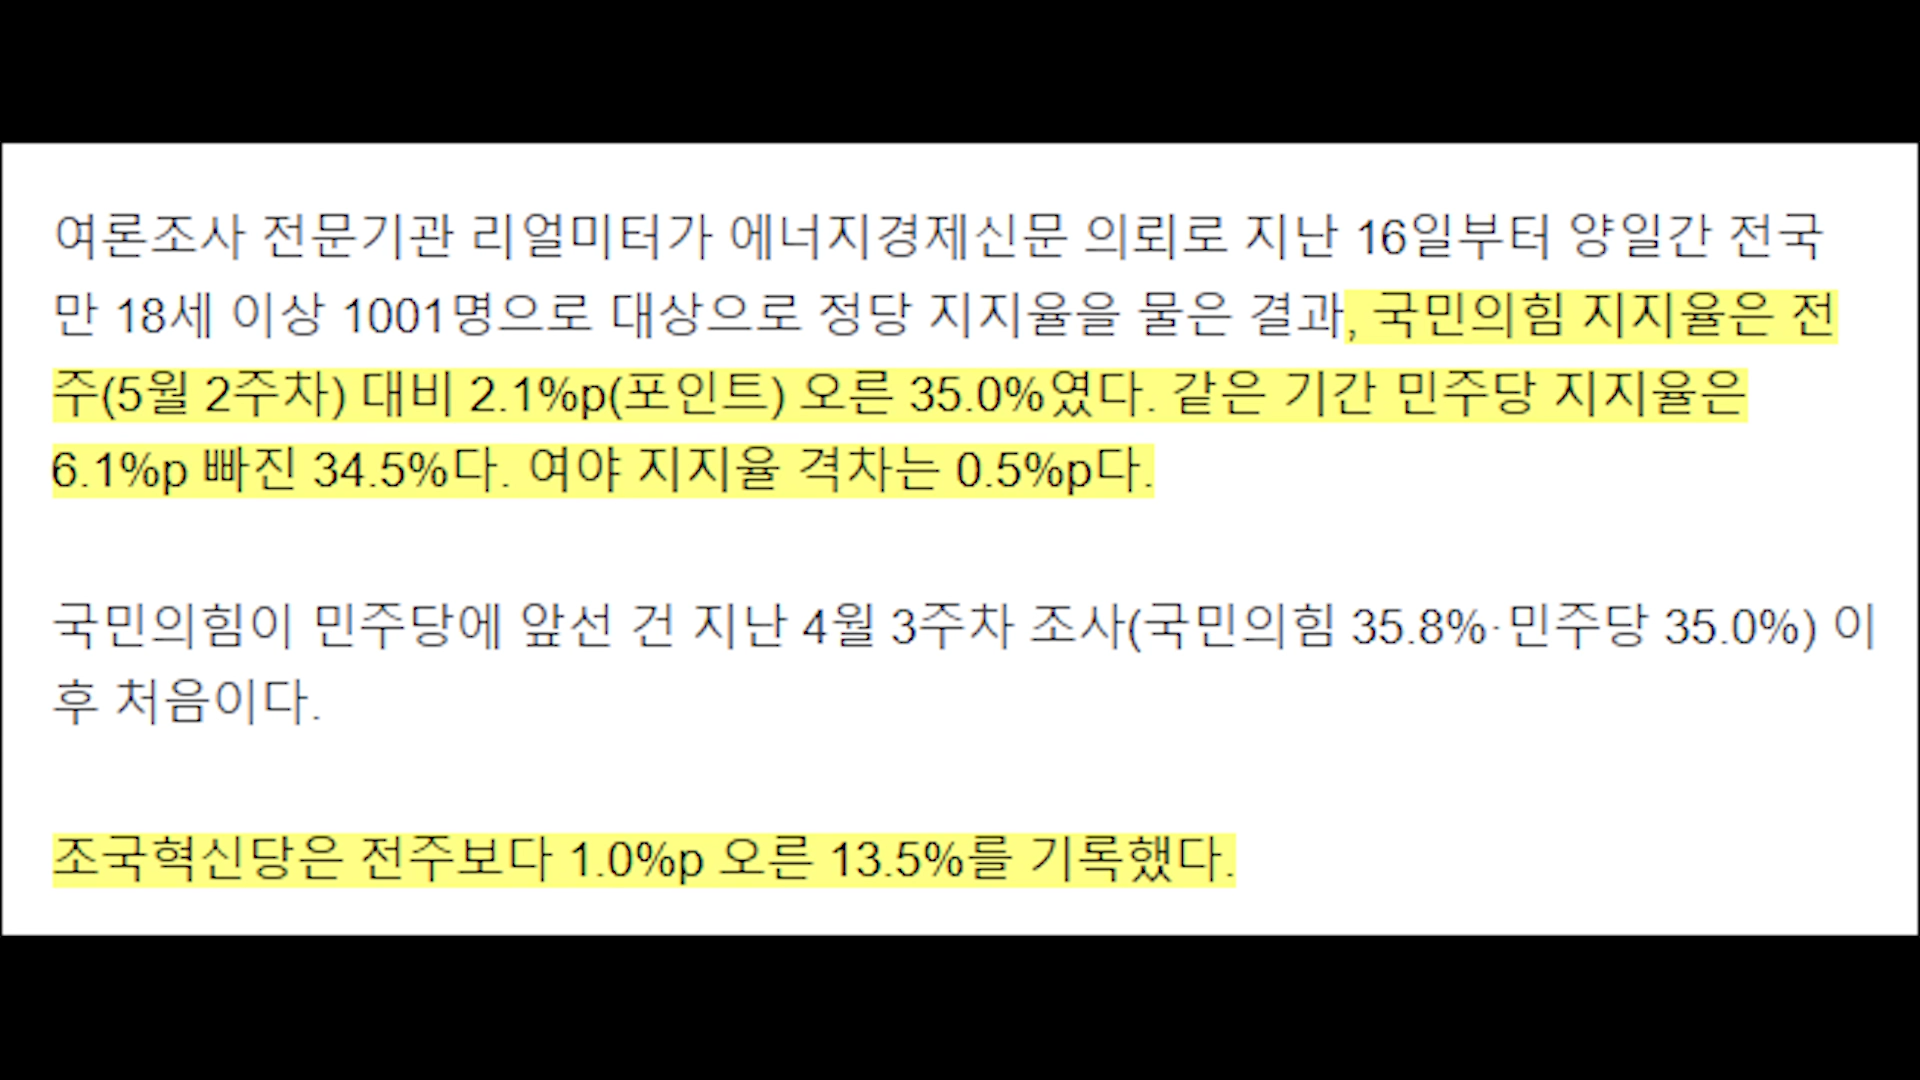 여론조사 전문기관 리얼미터가 에너지경제신문 의뢰로 지난 16일부터 양일간 전국
만 18세 이상 1001명으로 대상으로 정당 지지율을 물은 결과, 국민의힘 지지율은 전
주(5월 2주차) 대비 2.1%p(포인트) 오른 35.0%였다. 같은 기간 민주당 지지율은
6.1%p 빠진 34.5%다. 여야 지지율 격차는 0.5%p다.
국민의힘이 민주당에 앞선 건 지난 4월 3주차 조사(국민의힘 35.8%·민주당 35.0%) 이
후 처음이다.
조국혁신당은 전주보다 1.0%p 오른 13.5%를 기록했다.